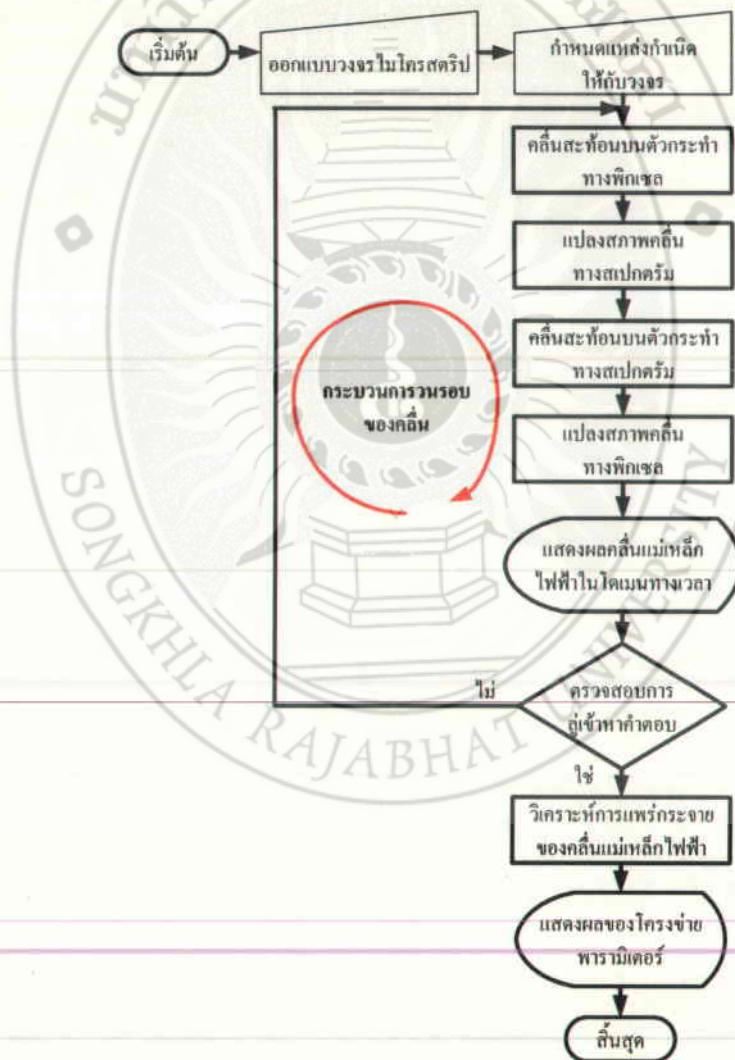 เริ่มต้น
ออกแบบวงจรไมโครสตริป
กำหนดแหล่งกำเนิด
ให้กับวงจร
คลื่นสะท้อนบนตัวกระทำ
ทางพิกเซล
แปลงสภาพคลื่น
ทางสเปกตรัม
คลื่นสะท้อนบนตัวกระทำ
ทางสเปกตรัม
กระบวนการวนรอบ
ของคลื่น
แปลงสภาพคลื่น
ทางพิกเซล
แสดงผลคลื่นแม่เหล็ก
ไฟฟ้าในโดเมนทางเวลา
ไม่
ตรวจสอบการ
ลู่เข้าหาคำตอบ
ใช่
วิเคราะห์การแพร่กระจาย
ของคลื่นแม่เหล็กไฟฟ้า
แสดงผลของโครงข่าย
พารามิเตอร์
สิ้นสุด
SONGKHLA RAJABHAT UNIVERSITY